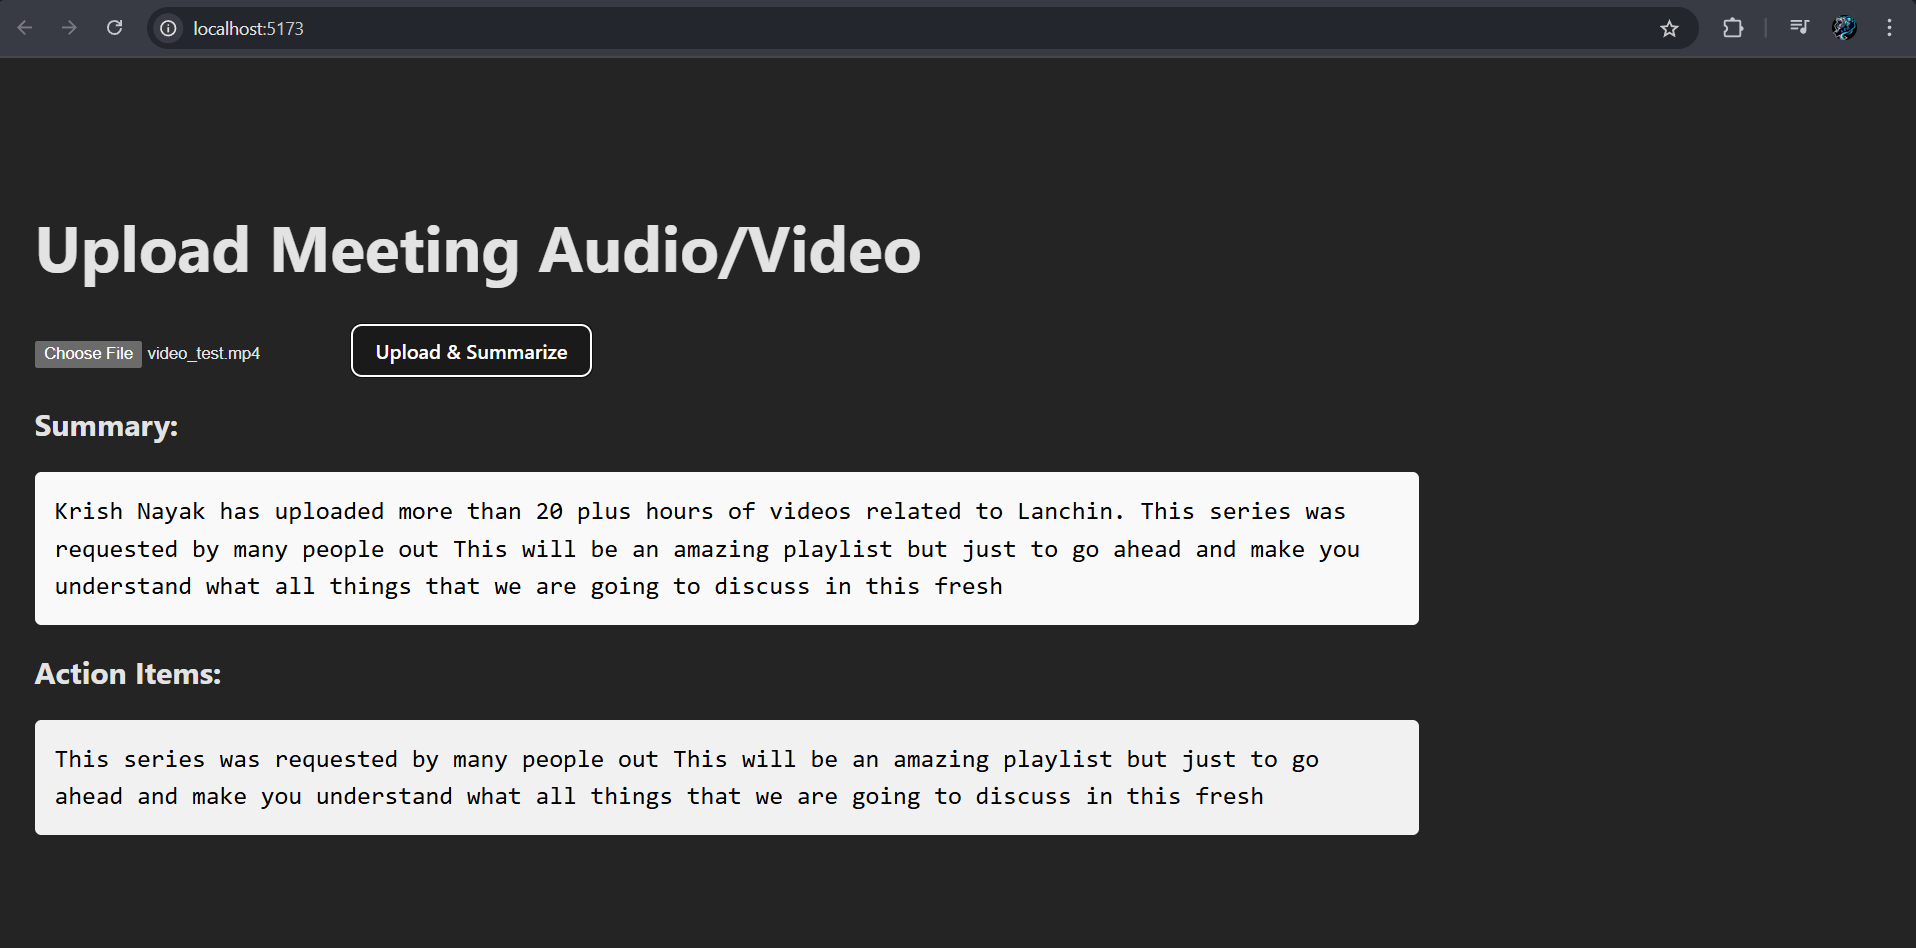 localhost:5173
Upload Meeting Audio/Video
Choose File video_test.mp4 Upload & Summarize
Summary:
Krish Nayak has uploaded more than 20 plus hours of videos related to Lanchin. This series was
requested by many people out This will be an amazing playlist but just to go ahead and make you
understand what all things that we are going to discuss in this fresh
Action Items:
This series was requested by many people out This will be an amazing playlist but just to go
ahead and make you understand what all things that we are going to discuss in this fresh